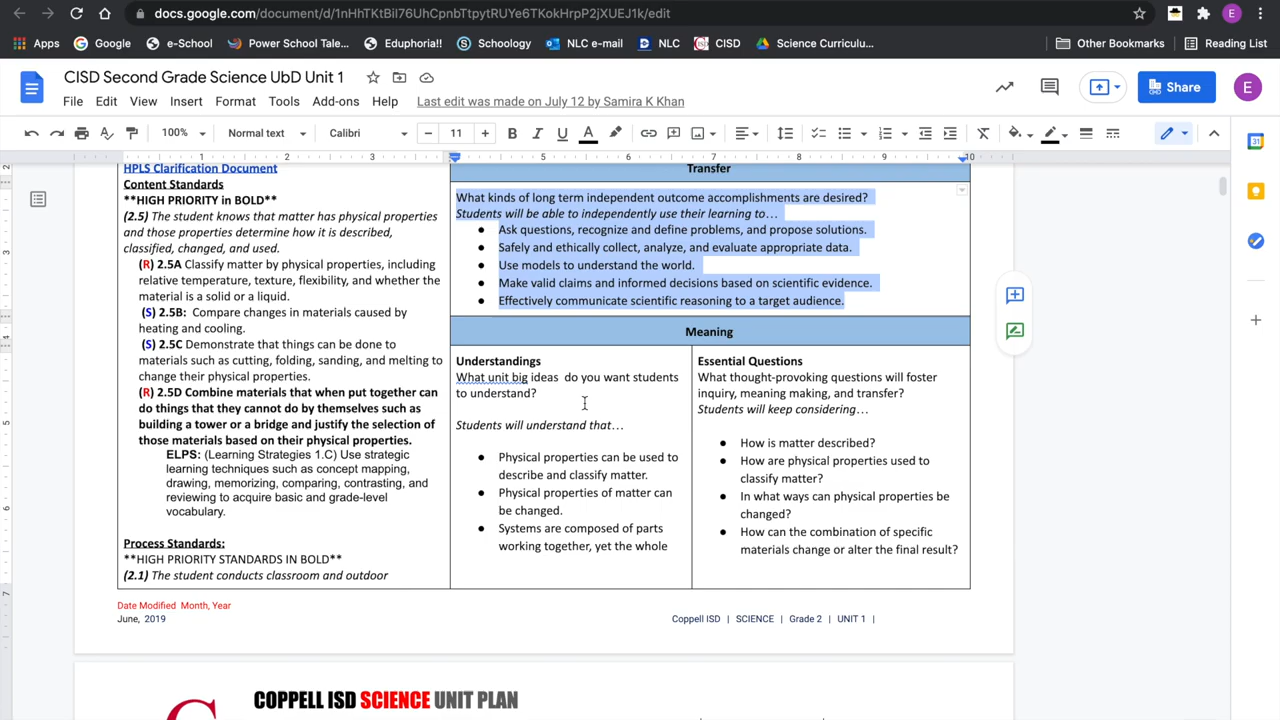 docs.google.com/document/d/1nHhTKtBil76UhCpnbTtpytRUYe6TKokHrpP2jXUEJ1k/edit
E
Apps
Google
e-School
Power School Tale...
Eduphoria!!
Schoology
NLC e-mail
NLC
CISD
Science Curriculu...
Other Bookmarks
Reading List
CISD Second Grade Science UbD Unit 1
File Edit View Insert Format Tools Add-ons Help Last edit was made on July 12 by Samira K Khan
Share
E
100% Normal text Calibri − 11 + B I U A
1 2 3 5 6 7 8 9 10
HPLS Clarification Document
Content Standards
**HIGH PRIORITY in BOLD**
(2.5) The student knows that matter has physical properties
and those properties determine how it is described,
classified, changed, and used.
(R) 2.5A Classify matter by physical properties, including
relative temperature, texture, flexibility, and whether the
material is a solid or a liquid.
(S) 2.5B: Compare changes in materials caused by
heating and cooling.
(S) 2.5C Demonstrate that things can be done to
materials such as cutting, folding, sanding, and melting to
change their physical properties.
(R) 2.5D Combine materials that when put together can
do things that they cannot do by themselves such as
building a tower or a bridge and justify the selection of
those materials based on their physical properties.
ELPS: (Learning Strategies 1.C) Use strategic
learning techniques such as concept mapping,
drawing, memorizing, comparing, contrasting, and
reviewing to acquire basic and grade-level
vocabulary.
Process Standards:
**HIGH PRIORITY STANDARDS IN BOLD**
(2.1) The student conducts classroom and outdoor
Transfer
What kinds of long term independent outcome accomplishments are desired?
Students will be able to independently use their learning to…
● Ask questions, recognize and define problems, and propose solutions.
● Safely and ethically collect, analyze, and evaluate appropriate data.
● Use models to understand the world.
● Make valid claims and informed decisions based on scientific evidence.
● Effectively communicate scientific reasoning to a target audience.
Meaning
Understandings
What unit big ideas do you want students
to understand?
Students will understand that…
● Physical properties can be used to
describe and classify matter.
● Physical properties of matter can
be changed.
● Systems are composed of parts
working together, yet the whole
Essential Questions
What thought-provoking questions will foster
inquiry, meaning making, and transfer?
Students will keep considering…
● How is matter described?
● How are physical properties used to
classify matter?
● In what ways can physical properties be
changed?
● How can the combination of specific
materials change or alter the final result?
Date Modified Month, Year
June, 2019
Coppell ISD | SCIENCE | Grade 2 | UNIT 1 |
COPPELL ISD SCIENCE UNIT PLAN
2
3
4
5
6
7
31